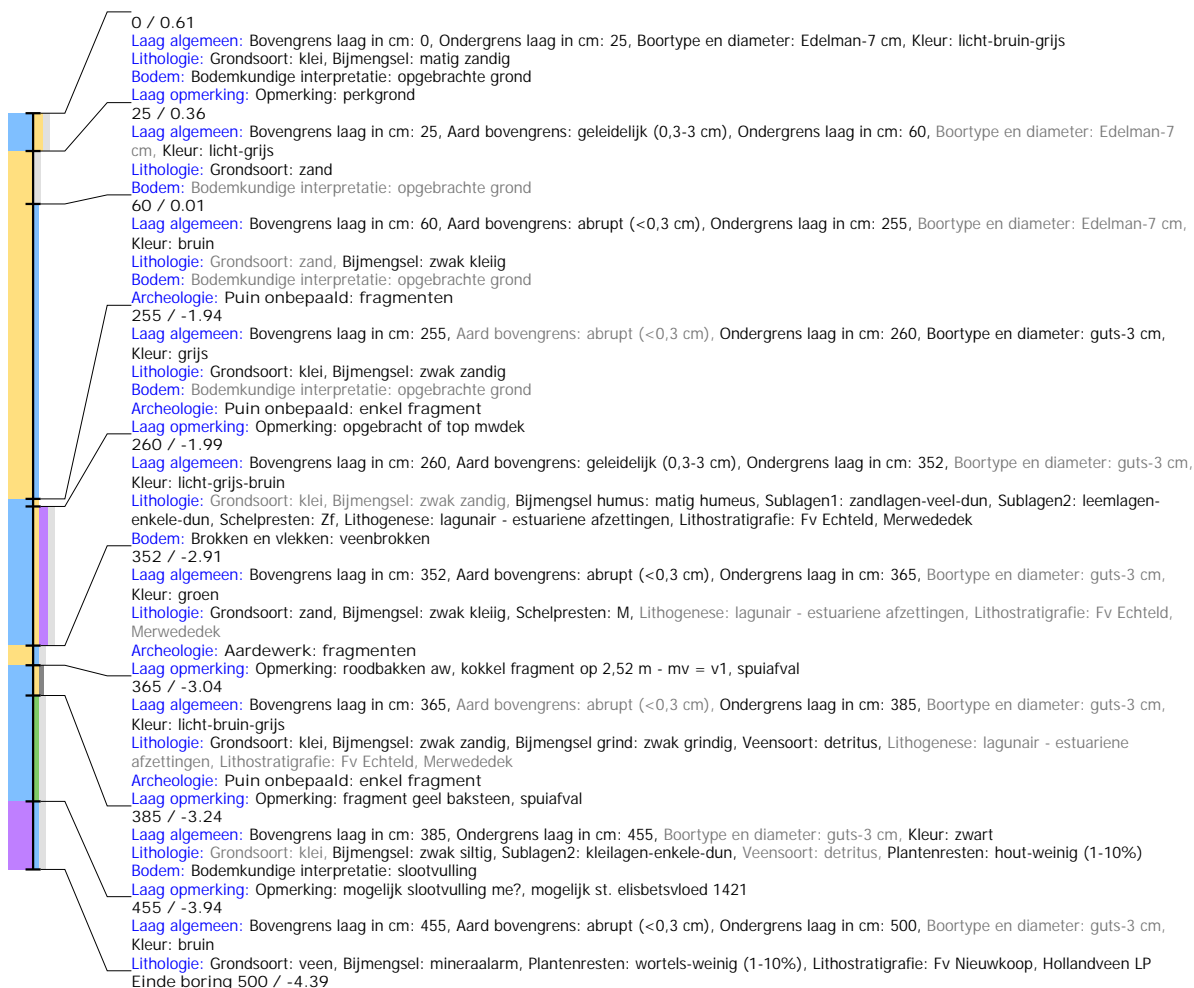 0 / 0.61
Laag algemeen: Bovengrens laag in cm: 0, Ondergrens laag in cm: 25, Boortype en diameter: Edelman-7 cm, Kleur: licht-bruin-grijs
Lithologie: Grondsoort: klei, Bijmengsel: matig zandig
Bodem: Bodemkundige interpretatie: opgebrachte grond
Laag opmerking: Opmerking: perkgrond
25 / 0.36
Laag algemeen: Bovengrens laag in cm: 25, Aard bovengrens: geleidelijk (0,3-3 cm), Ondergrens laag in cm: 60, Boortype en diameter: Edelman-7
cm, Kleur: licht-grijs
Lithologie: Grondsoort: zand
Bodem: Bodemkundige interpretatie: opgebrachte grond
60 / 0.01
Laag algemeen: Bovengrens laag in cm: 60, Aard bovengrens: abrupt (<0,3 cm), Ondergrens laag in cm: 255, Boortype en diameter: Edelman-7 cm,
Kleur: bruin
Lithologie: Grondsoort: zand, Bijmengsel: zwak kleiig
Bodem: Bodemkundige interpretatie: opgebrachte grond
Archeologie: Puin onbepaald: fragmenten
255 / -1.94
Laag algemeen: Bovengrens laag in cm: 255, Aard bovengrens: abrupt (<0,3 cm), Ondergrens laag in cm: 260, Boortype en diameter: guts-3 cm,
Kleur: grijs
Lithologie: Grondsoort: klei, Bijmengsel: zwak zandig
Bodem: Bodemkundige interpretatie: opgebrachte grond
Archeologie: Puin onbepaald: enkel fragment
Laag opmerking: Opmerking: opgebracht of top mwdek
260 / -1.99
Laag algemeen: Bovengrens laag in cm: 260, Aard bovengrens: geleidelijk (0,3-3 cm), Ondergrens laag in cm: 352, Boortype en diameter: guts-3 cm,
Kleur: licht-grijs-bruin
Lithologie: Grondsoort: klei, Bijmengsel: zwak zandig, Bijmengsel humus: matig humeus, Sublagen1: zandlagen-veel-dun, Sublagen2: leemlagen-
enkele-dun, Schelpresten: Zf, Lithogenese: lagunair - estuariene afzettingen, Lithostratigrafie: Fv Echteld, Merwededek
Bodem: Brokken en vlekken: veenbrokken
352 / -2.91
Laag algemeen: Bovengrens laag in cm: 352, Aard bovengrens: abrupt (<0,3 cm), Ondergrens laag in cm: 365, Boortype en diameter: guts-3 cm,
Kleur: groen
Lithologie: Grondsoort: zand, Bijmengsel: zwak kleiig, Schelpresten: M, Lithogenese: lagunair - estuariene afzettingen, Lithostratigrafie: Fv Echteld,
Merwededek
Archeologie: Aardewerk: fragmenten
Laag opmerking: Opmerking: roodbakken aw, kokkel fragment op 2,52 m - mv = v1, spuiafval
365 / -3.04
Laag algemeen: Bovengrens laag in cm: 365, Aard bovengrens: abrupt (<0,3 cm), Ondergrens laag in cm: 385, Boortype en diameter: guts-3 cm,
Kleur: licht-bruin-grijs
Lithologie: Grondsoort: klei, Bijmengsel: zwak zandig, Bijmengsel grind: zwak grindig, Veensoort: detritus, Lithogenese: lagunair - estuariene
afzettingen, Lithostratigrafie: Fv Echteld, Merwededek
Archeologie: Puin onbepaald: enkel fragment
Laag opmerking: Opmerking: fragment geel baksteen, spuiafval
385 / -3.24
Laag algemeen: Bovengrens laag in cm: 385, Ondergrens laag in cm: 455, Boortype en diameter: guts-3 cm, Kleur: zwart
Lithologie: Grondsoort: klei, Bijmengsel: zwak siltig, Sublagen2: kleilagen-enkele-dun, Veensoort: detritus, Plantenresten: hout-weinig (1-10%)
Bodem: Bodemkundige interpretatie: slootvulling
Laag opmerking: Opmerking: mogelijk slootvulling me?, mogelijk st. elisbetsvloed 1421
455 / -3.94
Laag algemeen: Bovengrens laag in cm: 455, Aard bovengrens: abrupt (<0,3 cm), Ondergrens laag in cm: 500, Boortype en diameter: guts-3 cm,
Kleur: bruin
Lithologie: Grondsoort: veen, Bijmengsel: mineraalarm, Plantenresten: wortels-weinig (1-10%), Lithostratigrafie: Fv Nieuwkoop, Hollandveen LP
Einde boring 500 / -4.39